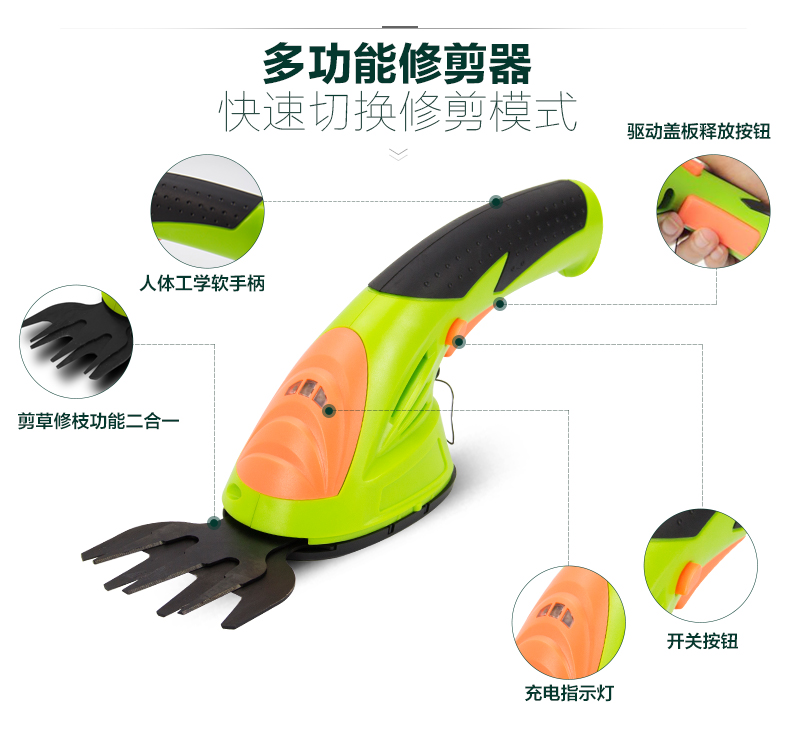 多功能修剪器
快速切换修剪模式
驱动盖板释放按钮
人体工学软手柄
剪草修枝功能二合一
开关按钮
充电指示灯